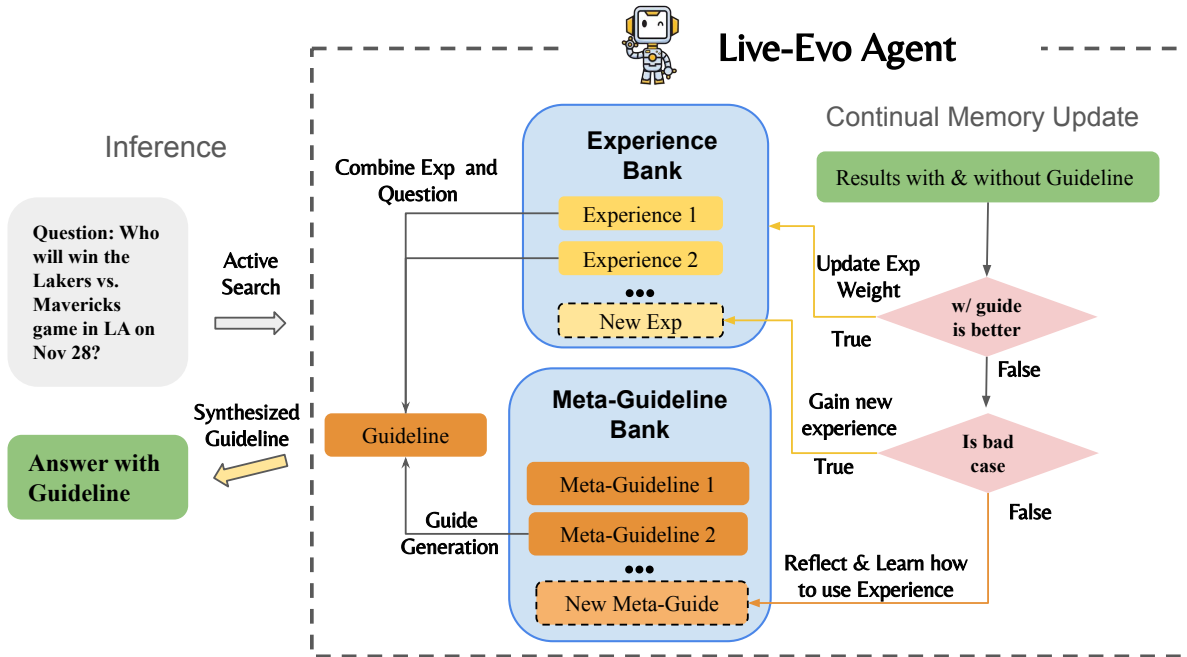 Live-Evo Agent
Inference
Question: Who
will win the
Lakers vs.
Mavericks
game in LA on
Nov 28?
Active
Search
Synthesized
Guideline
Answer with
Guideline
Combine Exp and
Question
Guideline
Guide
Generation
Experience
Bank
Experience 1
Experience 2
•••
New Exp
Meta-Guideline
Bank
Meta-Guideline 1
Meta-Guideline 2
•••
New Meta-Guide
Continual Memory Update
Results with & without Guideline
Update Exp
Weight
w/ guide
is better
True
False
Gain new
experience
Is bad
case
True
False
Reflect & Learn how
to use Experience